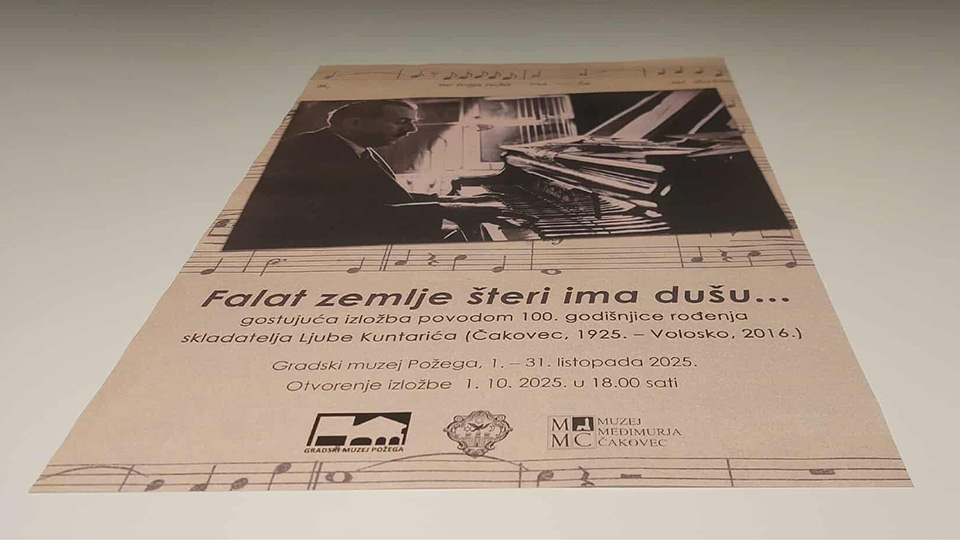 Falat zemlje šteri ima dušu...
gostujuća izložba povodom 100. godišnjice rođenja
skladatelja Ljube Kuntarića (Čakovec, 1925. – Volosko, 2016.)
Gradski muzej Požega, 1. – 31. listopada 2025.
Otvorenje izložbe 1. 10. 2025. u 18.00 sati
GRADSKI MUZEJ POŽEGA
M MUZEJ
MEĐIMURJA
MC ČAKOVEC